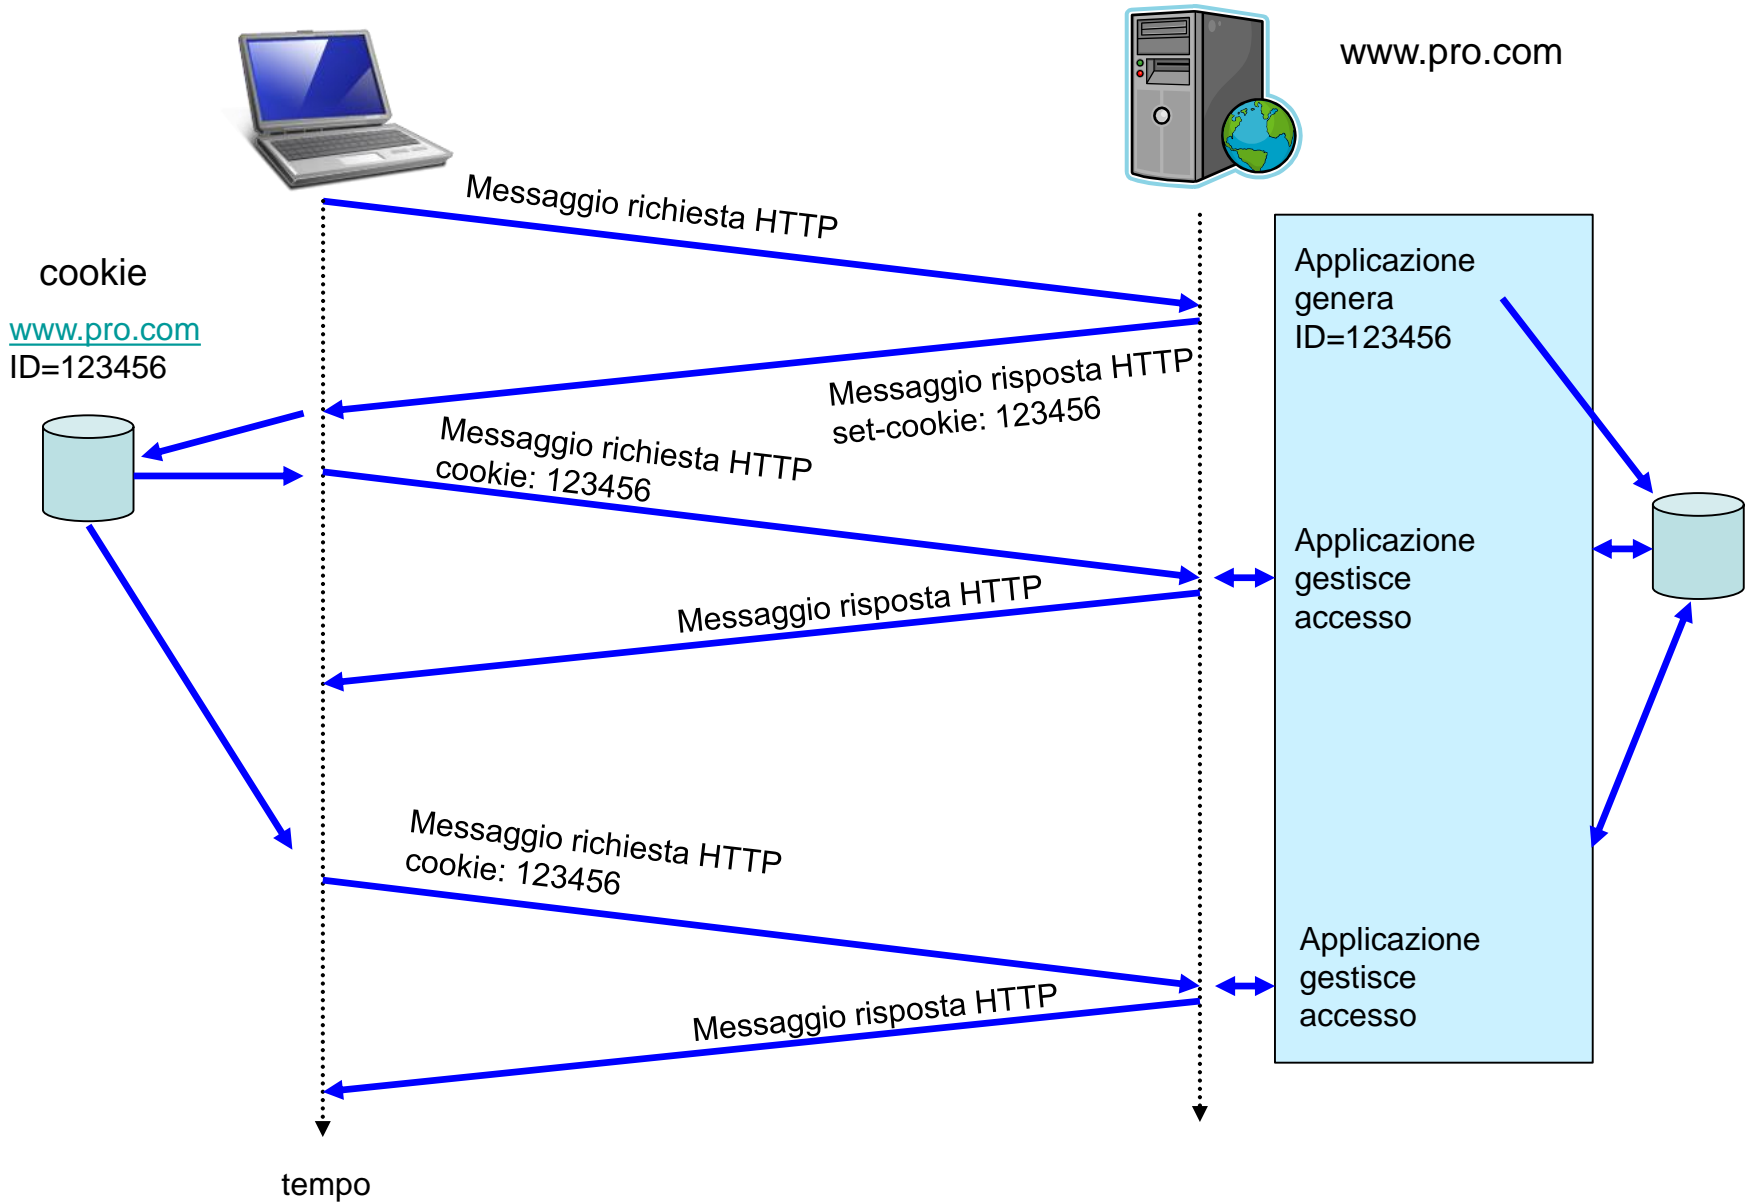 www.pro.com
Messaggio richiesta HTTP
cookie
www.pro.com
ID=123456
Applicazione
genera
ID=123456
Messaggio risposta HTTP
set-cookie: 123456
Messaggio richiesta HTTP
cookie: 123456
Applicazione
gestisce
accesso
Messaggio risposta HTTP
Messaggio richiesta HTTP
cookie: 123456
Applicazione
gestisce
accesso
Messaggio risposta HTTP
tempo